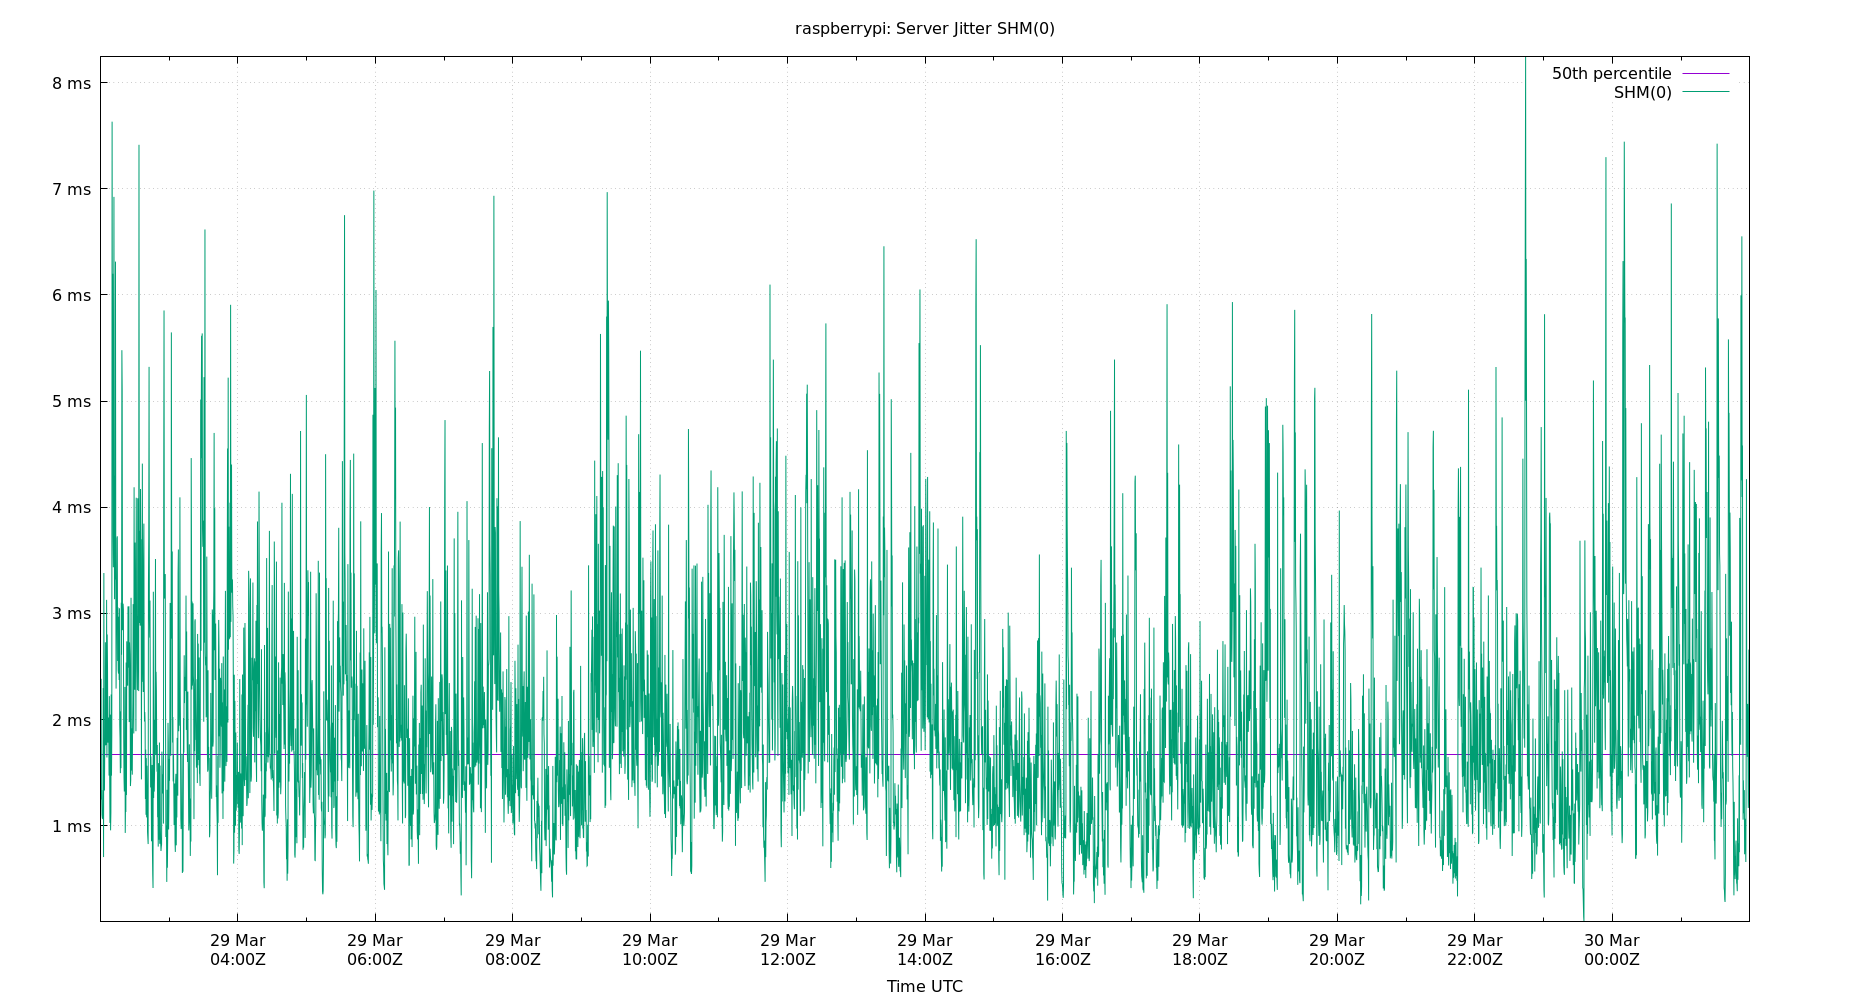 raspberrypi: Server Jitter SHM(0)
50th percentile
SHM(0)
8 ms
7 ms
6 ms
5 ms
4 ms
3 ms
2 ms
1 ms
29 Mar 29 Mar 29 Mar 29 Mar 29 Mar 29 Mar 29 Mar 29 Mar 29 Mar 29 Mar 30 Mar
04:00Z 06:00Z 08:00Z 10:00Z 12:00Z 14:00Z 16:00Z 18:00Z 20:00Z 22:00Z 00:00Z
Time UTC